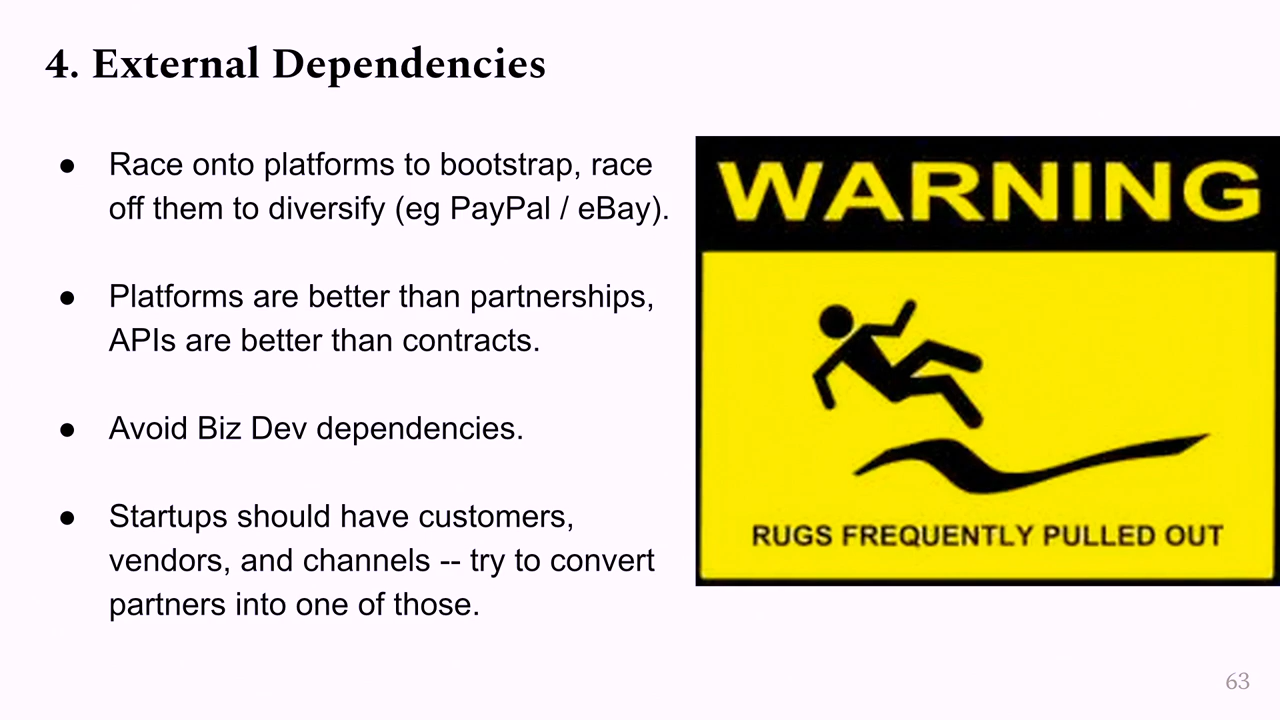 4. External Dependencies
● Race onto platforms to bootstrap, race
off them to diversify (eg PayPal / eBay).
● Platforms are better than partnerships,
APIs are better than contracts.
● Avoid Biz Dev dependencies.
● Startups should have customers,
vendors, and channels -- try to convert
partners into one of those.
WARNING
RUGS FREQUENTLY PULLED OUT
63